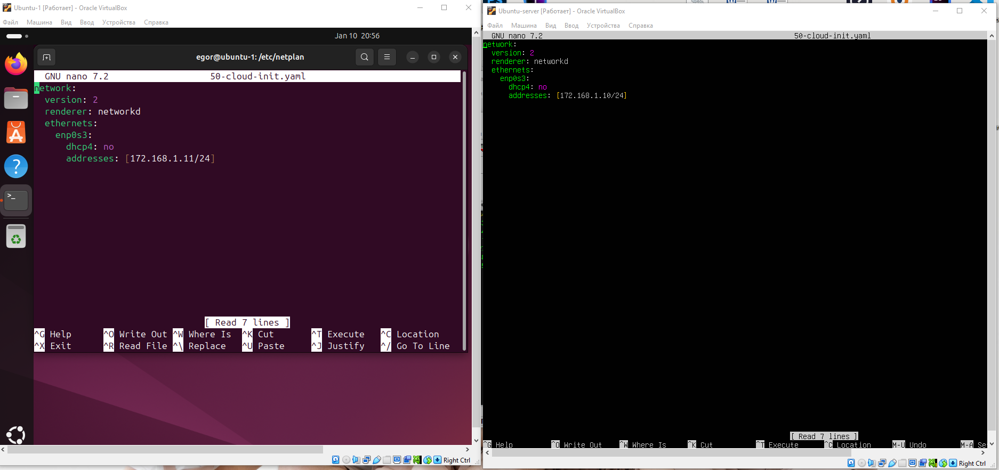 Ubuntu-1 [Работает] - Oracle VirtualBox
Файл Машина Вид Ввод Устройства Справка
Jan 10 20:56
egor@ubuntu-1: /etc/netplan
GNU nano 7.2 50-cloud-init.yaml
network:
version: 2
renderer: networkd
ethernets:
enp0s3:
dhcp4: no
addresses: [172.168.1.11/24]
[ Read 7 lines ]
^G Help ^O Write Out ^W Where Is ^K Cut ^T Execute ^C Location
^X Exit ^R Read File ^\ Replace ^U Paste ^J Justify ^/ Go To Line
Right Ctrl
Ubuntu-server [Работает] - Oracle VirtualBox
Файл Машина Вид Ввод Устройства Справка
GNU nano 7.2 50-cloud-init.yaml
network:
version: 2
renderer: networkd
ethernets:
enp0s3:
dhcp4: no
addresses: [172.168.1.10/24]
[ Read 7 lines ]
^G Help ^O Write Out ^W Where Is ^K Cut ^T Execute ^C Location M-U Undo M-A Se
Right Ctrl